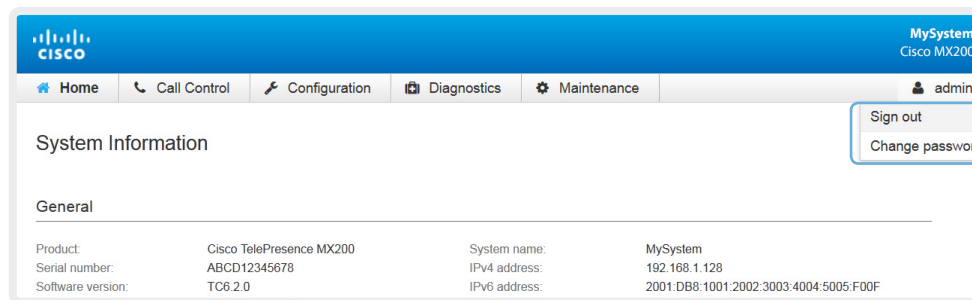 CISCO
MySystem
Cisco MX200
Home Call Control Configuration Diagnostics Maintenance admin
Sign out
System Information
General
Product: Cisco TelePresence MX200 System name: MySystem
Serial number: ABCD12345678 IPv4 address: 192.168.1.128
Software version: TC6.2.0 IPv6 address: 2001:DB8:1001:2002:3003:4004:5005:F00F
Change passwor